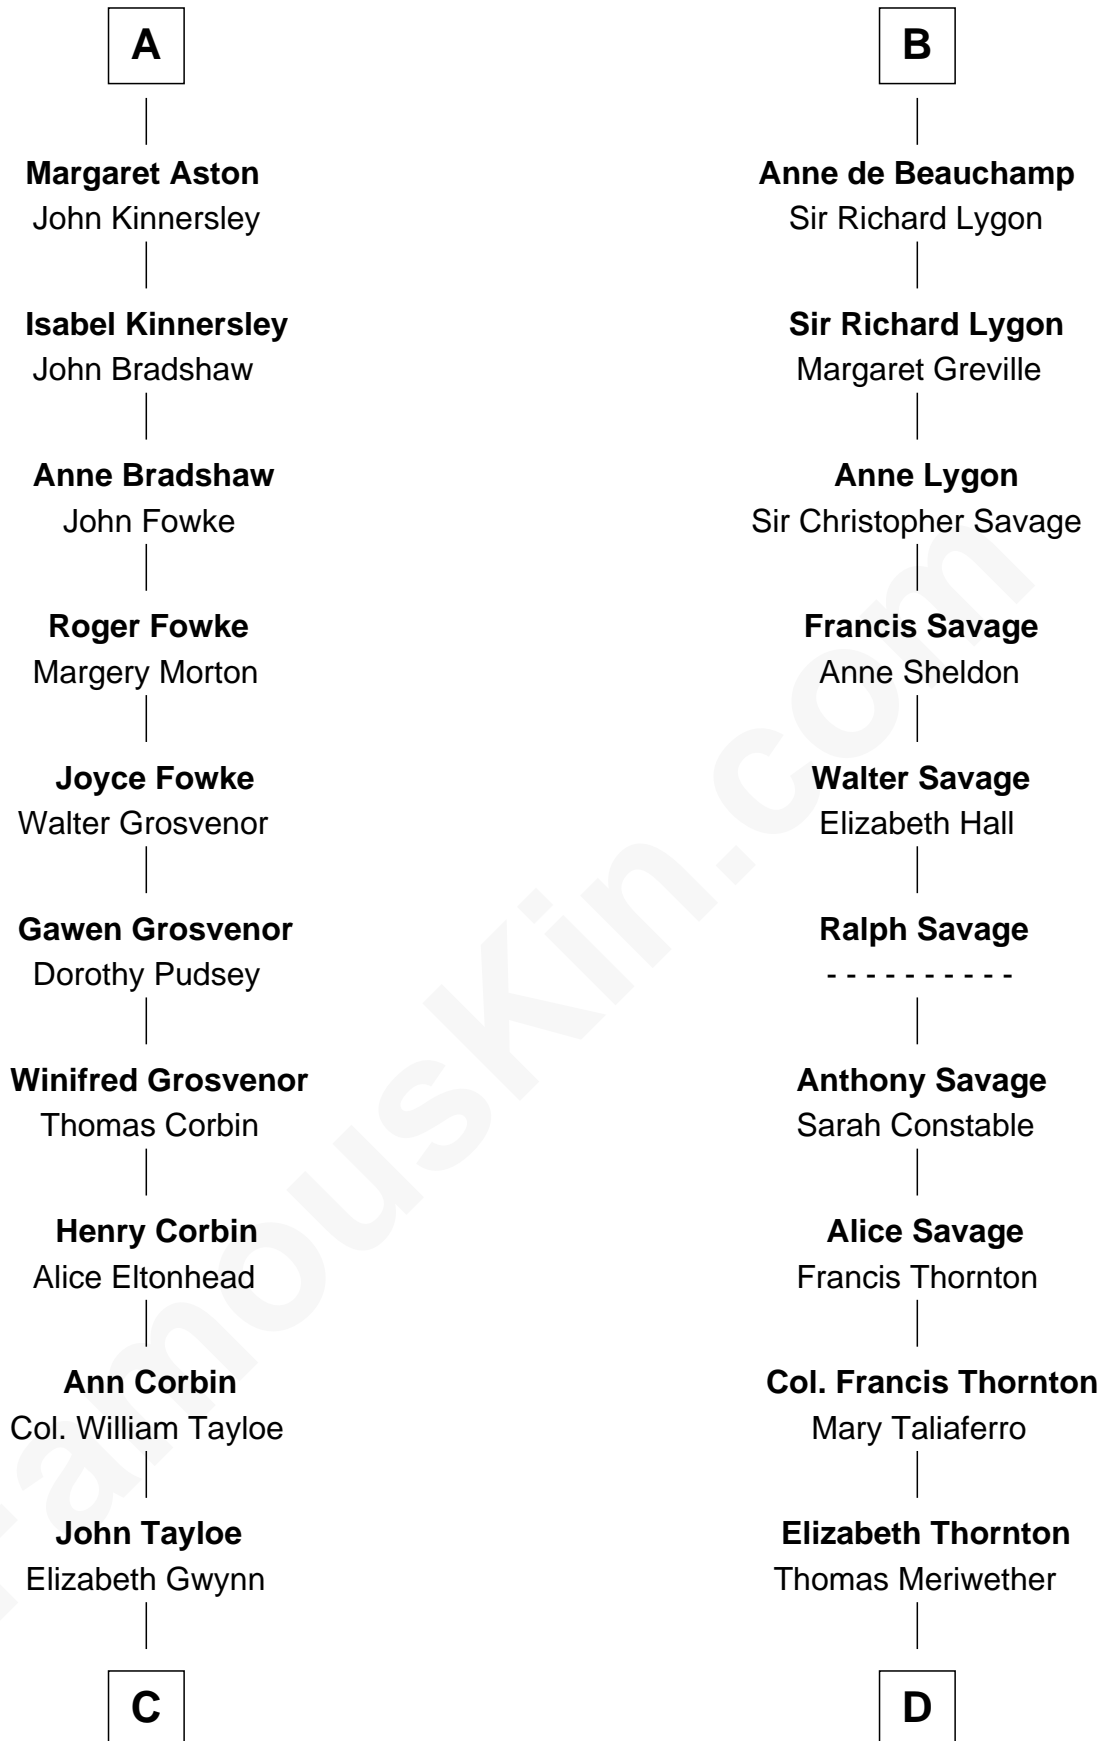 A
Margaret Aston
John Kinnersley
Isabel Kinnersley
John Bradshaw
Anne Bradshaw
John Fowke
Roger Fowke
Margery Morton
Joyce Fowke
Walter Grosvenor
Gawen Grosvenor
Dorothy Pudsey
Winifred Grosvenor
Thomas Corbin
Henry Corbin
Alice Eltonhead
Ann Corbin
Col. William Tayloe
John Tayloe
Elizabeth Gwynn
C
B
Anne de Beauchamp
Sir Richard Lygon
Sir Richard Lygon
Margaret Greville
Anne Lygon
Sir Christopher Savage
Francis Savage
Anne Sheldon
Walter Savage
Elizabeth Hall
Ralph Savage
- - - - - - - - - -
Anthony Savage
Sarah Constable
Alice Savage
Francis Thornton
Col. Francis Thornton
Mary Taliaferro
Elizabeth Thornton
Thomas Meriwether
D
FamousKin.com